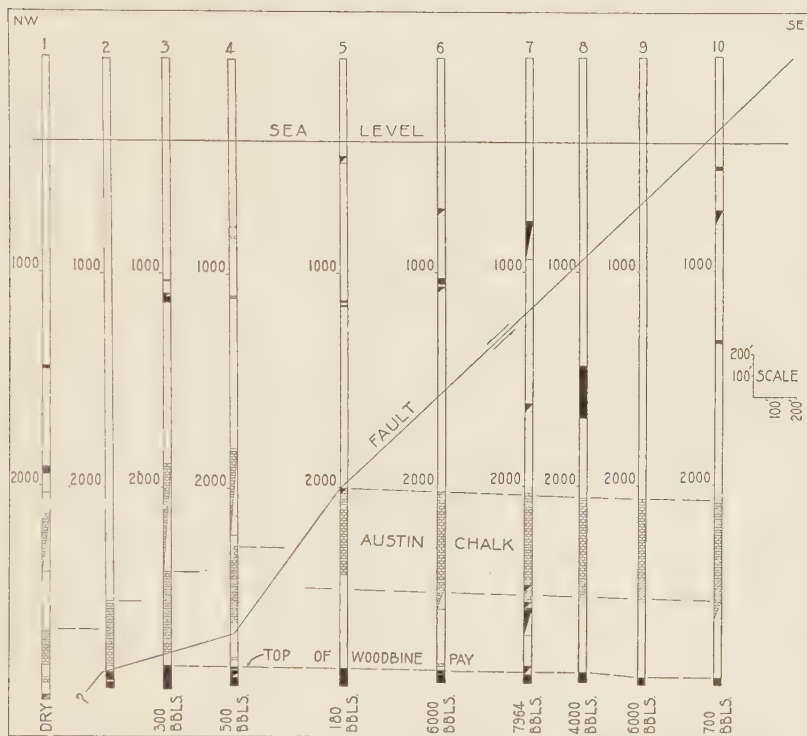 NW
SE
1 2 3 4 5 6 7 8 9 10
SEA LEVEL
1000 1000 1000 1000 1000 1000 1000 1000 1000 1000
200'
100' SCALE
100'
200'
FAULT
2000 2000 2000 2000 2000 2000 2000 2000 2000 2000
AUSTIN CHALK
TOP OF WOODBINE PAY
?
DRY
300 BBLS.
500 BBLS.
180 BBLS.
6000 BBLS.
7964 BBLS.
4000 BBLS.
6000 BBLS.
700 BBLS.